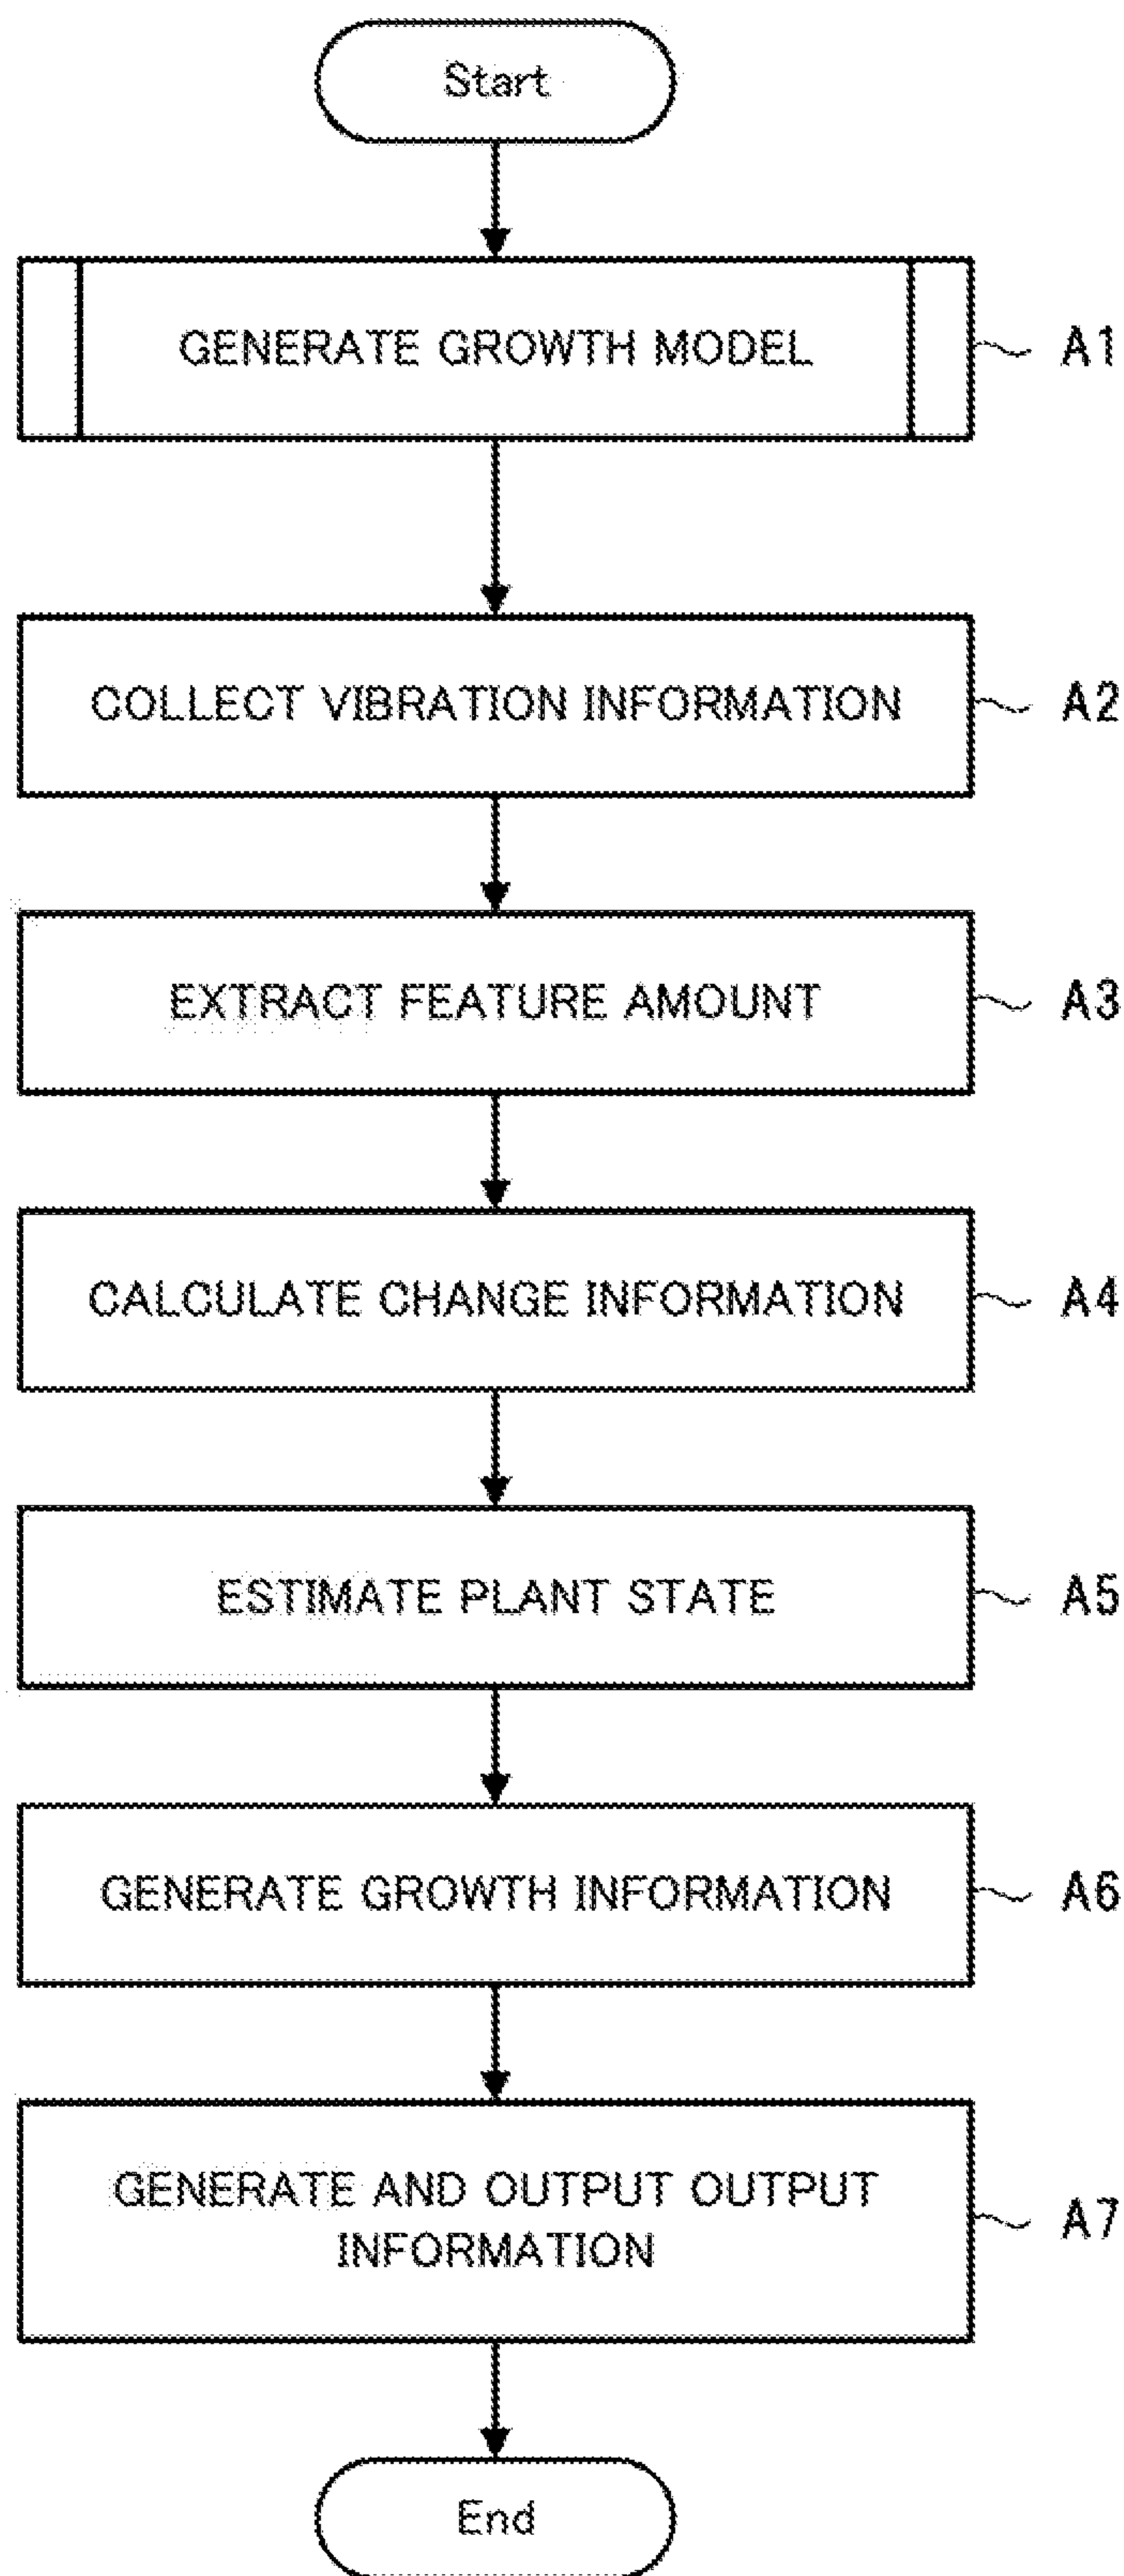 Start
GENERATE GROWTH MODEL
A1
COLLECT VIBRATION INFORMATION
A2
EXTRACT FEATURE AMOUNT
A3
CALCULATE CHANGE INFORMATION
A4
ESTIMATE PLANT STATE
A5
GENERATE GROWTH INFORMATION
A6
GENERATE AND OUTPUT OUTPUT
INFORMATION
A7
End